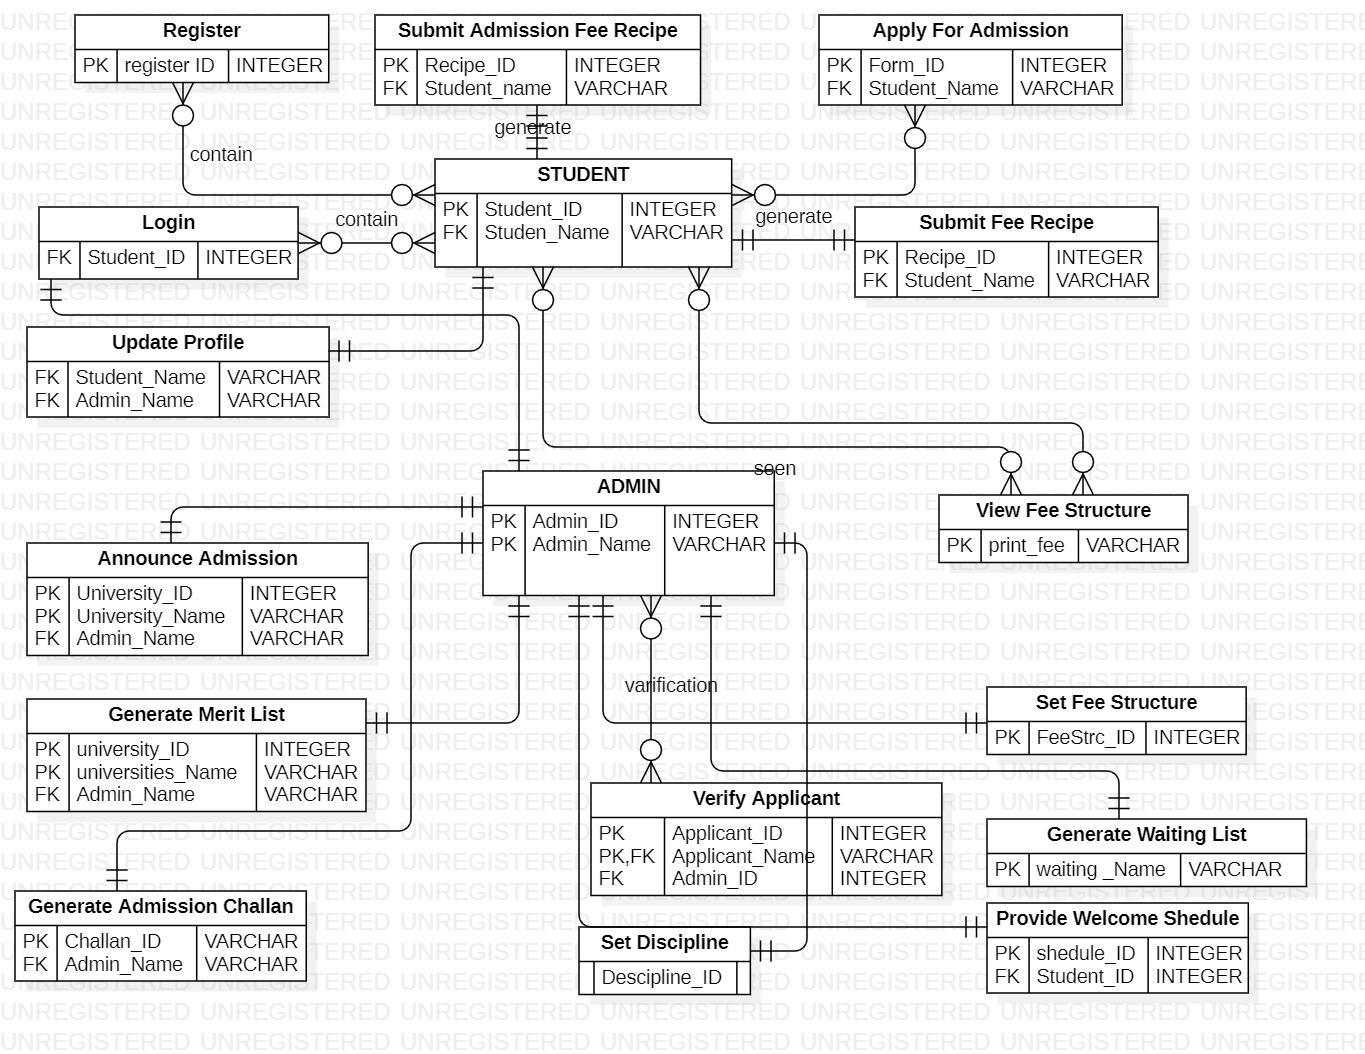 Register
PK register ID INTEGER
Submit Admission Fee Recipe
PK Recipe_ID INTEGER
FK Student_name VARCHAR
Apply For Admission
PK Form_ID INTEGER
FK Student_Name VARCHAR
generate
contain
STUDENT
PK Student_ID INTEGER
FK Studen_Name VARCHAR
Login
FK Student_ID INTEGER
contain
generate
Submit Fee Recipe
PK Recipe_ID INTEGER
FK Student_Name VARCHAR
Update Profile
FK Student_Name VARCHAR
FK Admin_Name VARCHAR
seen
ADMIN
PK Admin_ID INTEGER
PK Admin_Name VARCHAR
View Fee Structure
PK print_fee VARCHAR
Announce Admission
PK University_ID INTEGER
PK University_Name VARCHAR
FK Admin_Name VARCHAR
varification
Generate Merit List
PK university_ID INTEGER
PK universities_Name VARCHAR
FK Admin_Name VARCHAR
Set Fee Structure
PK FeeStrc_ID INTEGER
Verify Applicant
PK Applicant_ID INTEGER
PK,FK Applicant_Name VARCHAR
FK Admin_ID INTEGER
Generate Waiting List
PK waiting _Name VARCHAR
Generate Admission Challan
PK Challan_ID VARCHAR
FK Admin_Name VARCHAR
Set Discipline
Descipline_ID
Provide Welcome Shedule
PK shedule_ID INTEGER
FK Student_ID INTEGER
UNREGISTERED